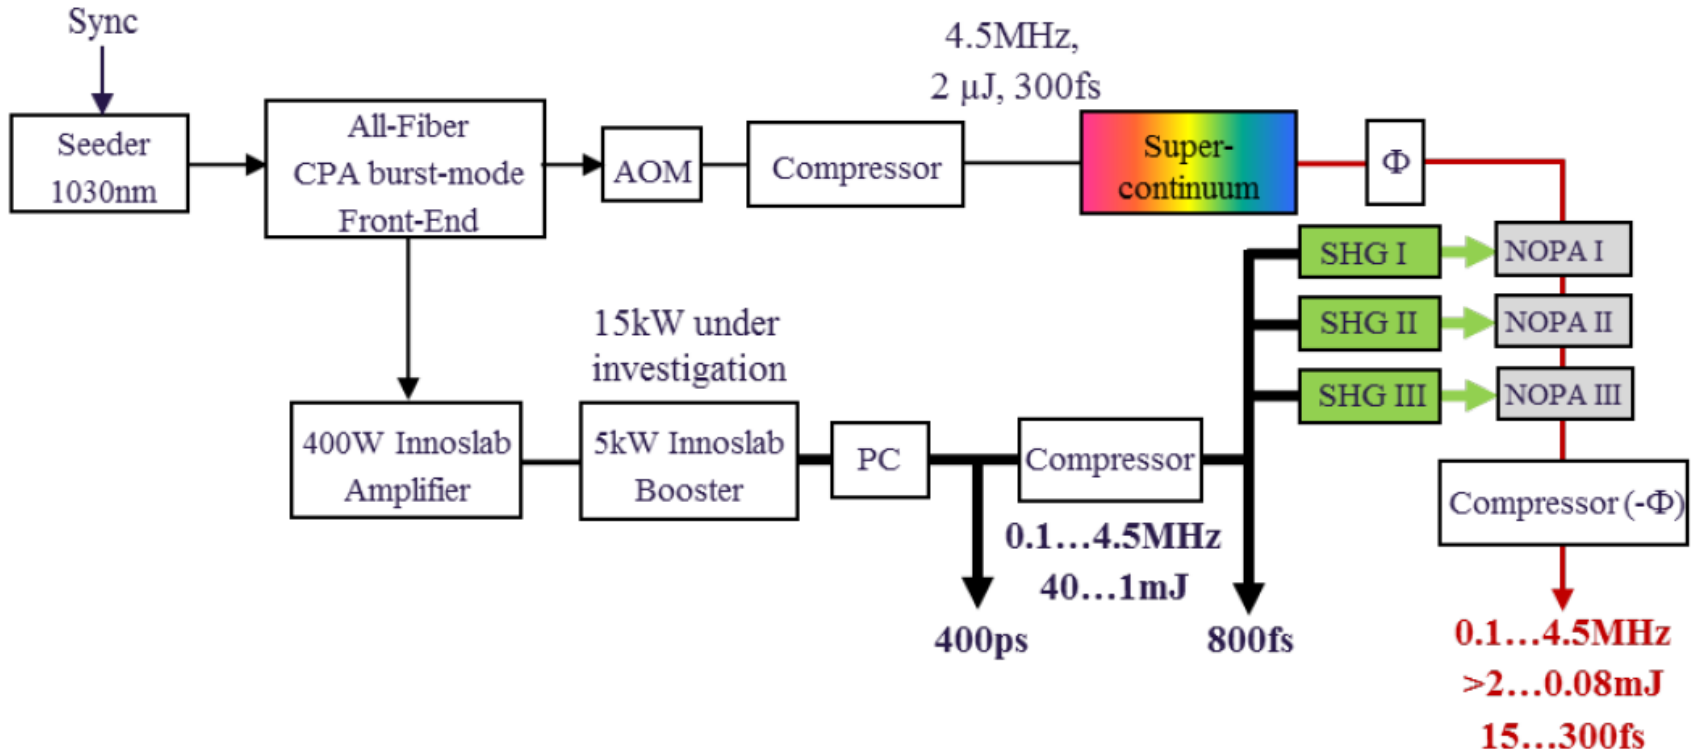 Sync
Seeder
1030nm
All-Fiber
CPA burst-mode
Front-End
AOM
Compressor
4.5MHz,
2 µJ, 300fs
Super-
continuum
Φ
SHG I
NOPA I
SHG II
NOPA II
SHG III
NOPA III
15kW under
investigation
400W Innoslab
Amplifier
5kW Innoslab
Booster
PC
Compressor
0.1…4.5MHz
40…1mJ
400ps
800fs
Compressor (-Φ)
0.1…4.5MHz
>2…0.08mJ
15…300fs